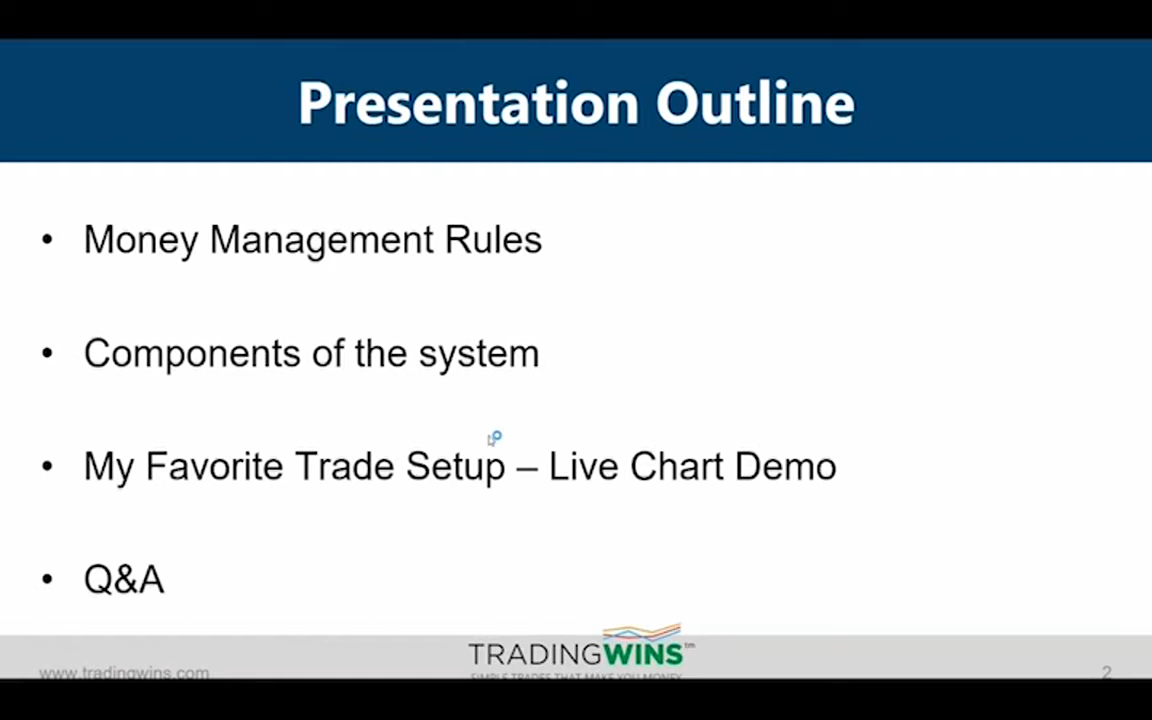 Presentation Outline
• Money Management Rules
• Components of the system
• My Favorite Trade Setup – Live Chart Demo
• Q&A
TRADINGWINS™
SIMPLE TRADES THAT MAKE YOU MONEY
www.tradingwins.com
2